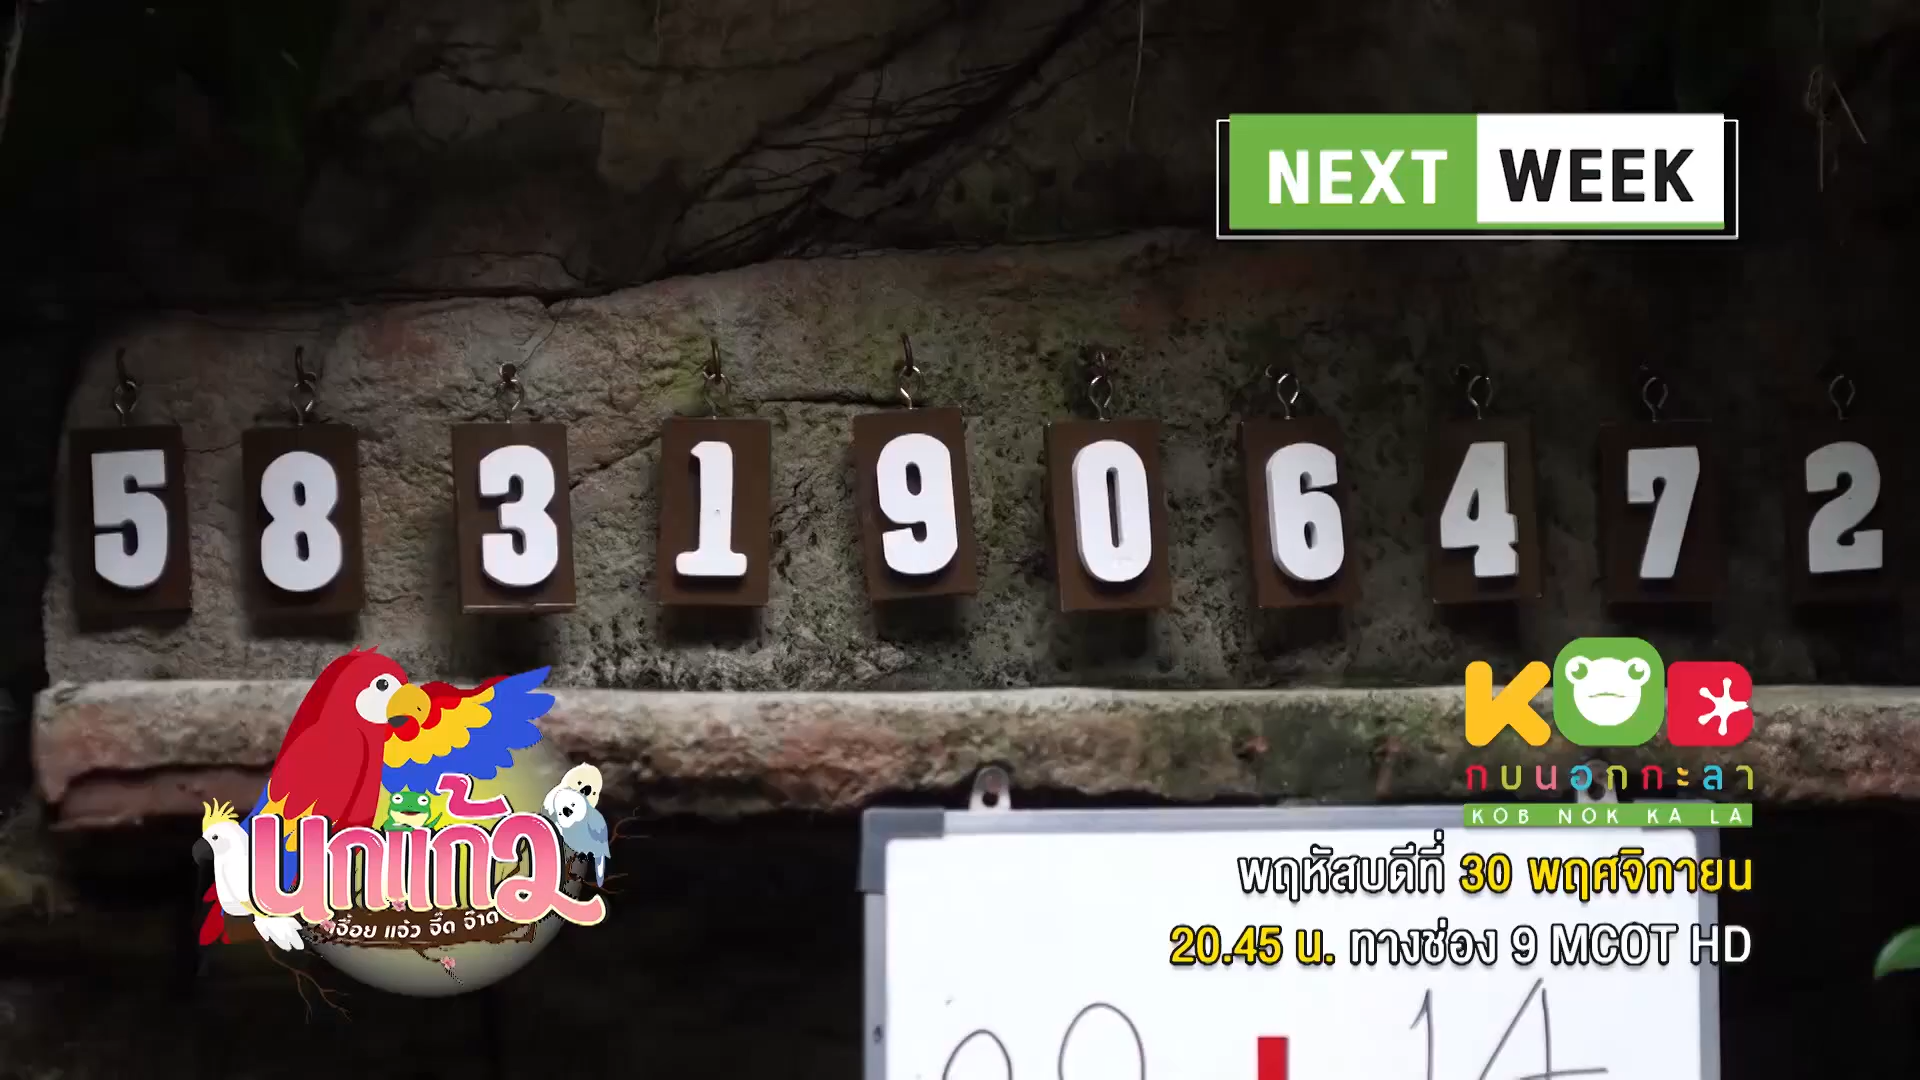 NEXT WEEK
5 8 3 1 9 0 6 4 7 2
กบนอกกะลา
KOB NOK KA LA
นกแก้ว
เจื้อย แจ้ว จี๊ด จ๊าด
พฤหัสบดีที่ 30 พฤศจิกายน
20.45 น. ทางช่อง 9 MCOT HD
14